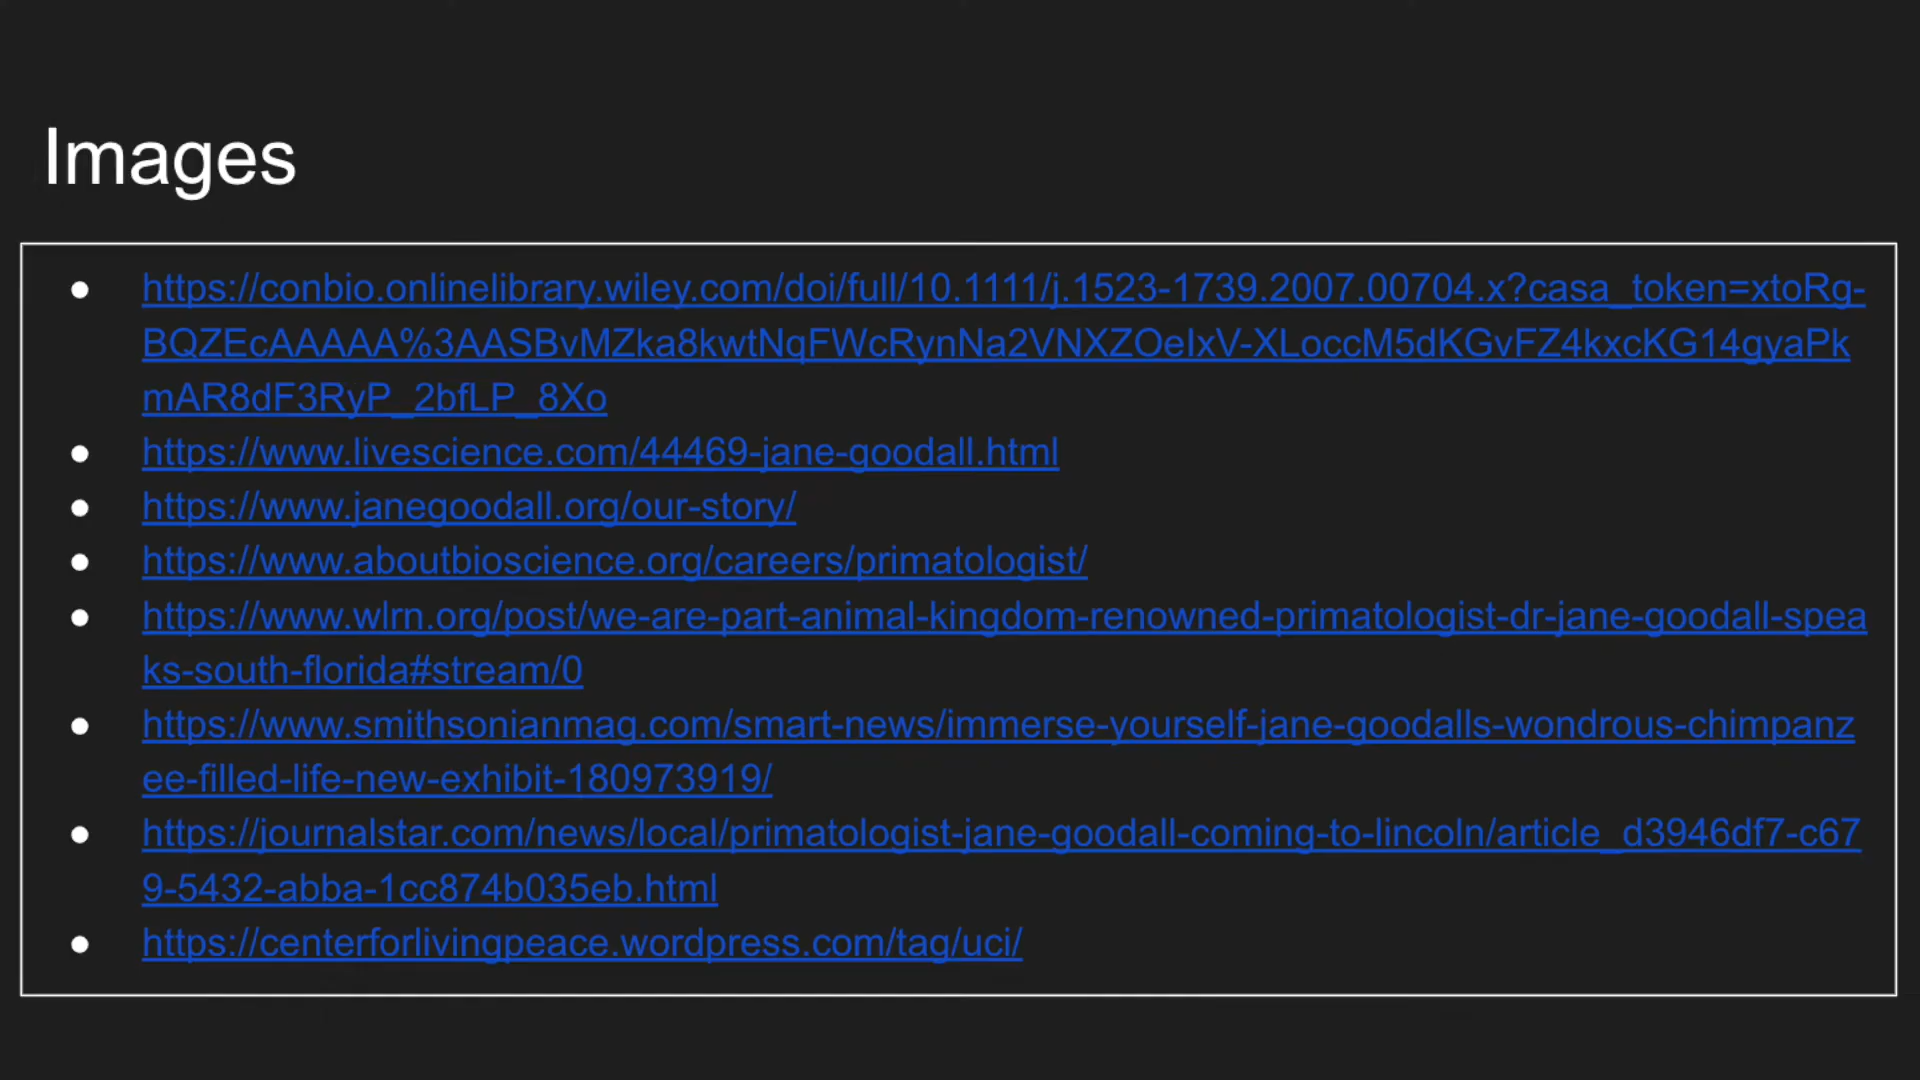 Images
● https://conbio.onlinelibrary.wiley.com/doi/full/10.1111/j.1523-1739.2007.00704.x?casa_token=xtoRg-
BQZEcAAAAA%3AASBvMZka8kwtNqFWcRynNa2VNXZOeIxV-XLoccM5dKGvFZ4kxcKG14gyaPk
mAR8dF3RyP_2bfLP_8Xo
● https://www.livescience.com/44469-jane-goodall.html
● https://www.janegoodall.org/our-story/
● https://www.aboutbioscience.org/careers/primatologist/
● https://www.wlrn.org/post/we-are-part-animal-kingdom-renowned-primatologist-dr-jane-goodall-spea
ks-south-florida#stream/0
● https://www.smithsonianmag.com/smart-news/immerse-yourself-jane-goodalls-wondrous-chimpanz
ee-filled-life-new-exhibit-180973919/
● https://journalstar.com/news/local/primatologist-jane-goodall-coming-to-lincoln/article_d3946df7-c67
9-5432-abba-1cc874b035eb.html
● https://centerforlivingpeace.wordpress.com/tag/uci/